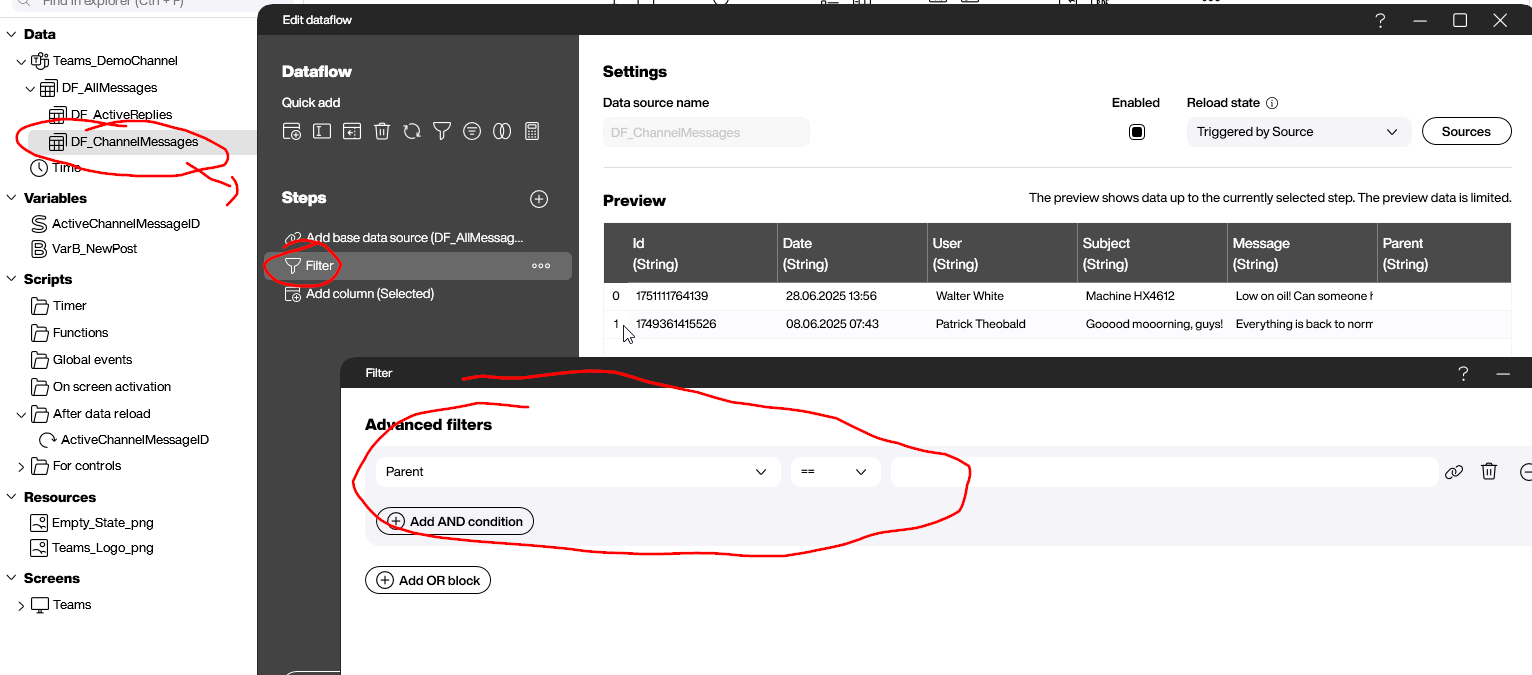 Find in explorer (Ctrl + F)
Data
Teams_DemoChannel
DF_AllMessages
DF_ActiveReplies
DF_ChannelMessages
Time
Variables
ActiveChannelMessageID
VarB_NewPost
Scripts
Timer
Functions
Global events
On screen activation
After data reload
ActiveChannelMessageID
For controls
Resources
Empty_State_png
Teams_Logo_png
Screens
Teams
Edit dataflow
Dataflow
Quick add
Steps
Add base data source (DF_AllMessag...
Filter
Add column (Selected)
Settings
Data source name Enabled Reload state
DF_ChannelMessages Triggered by Source Sources
Preview The preview shows data up to the currently selected step. The preview data is limited.
Id Date User Subject Message Parent
(String) (String) (String) (String) (String) (String)
0 1751111764139 28.06.2025 13:56 Walter White Machine HX4612 Low on oil! Can someone
1 1749361415526 08.06.2025 07:43 Patrick Theobald Gooood mooorning, guys! Everything is back to norm
Filter
Advanced filters
Parent ==
Add AND condition
Add OR block